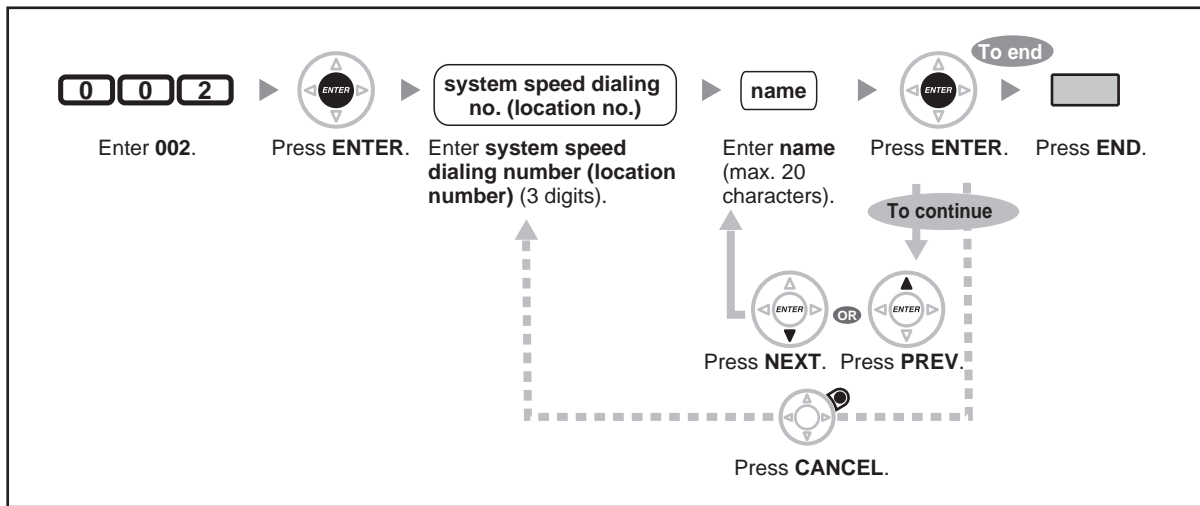 To end
0 0 2
ENTER
system speed dialing
no. (location no.)
name
ENTER
Enter 002.
Press ENTER.
Enter system speed
dialing number (location
number) (3 digits).
Enter name
(max. 20
characters).
Press ENTER.
Press END.
To continue
ENTER
OR
ENTER
Press NEXT.
Press PREV.
Press CANCEL.